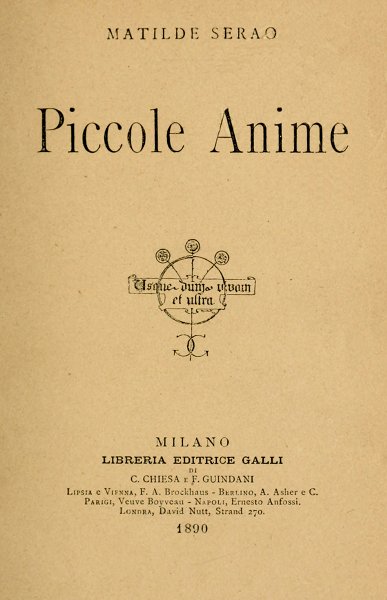 MATILDE SERAO
Piccole Anime
Usque dum vivam
et ultra
MILANO
LIBRERIA EDITRICE GALLI
DI
C. CHIESA E F. GUINDANI
LIPSIA e VIENNA, F. A. Brockhaus - BERLINO, A. Asher e C.
PARIGI, Veuve Boyveau - NAPOLI, Ernesto Anfossi.
LONDRA, David Nutt, Strand 270.
1890